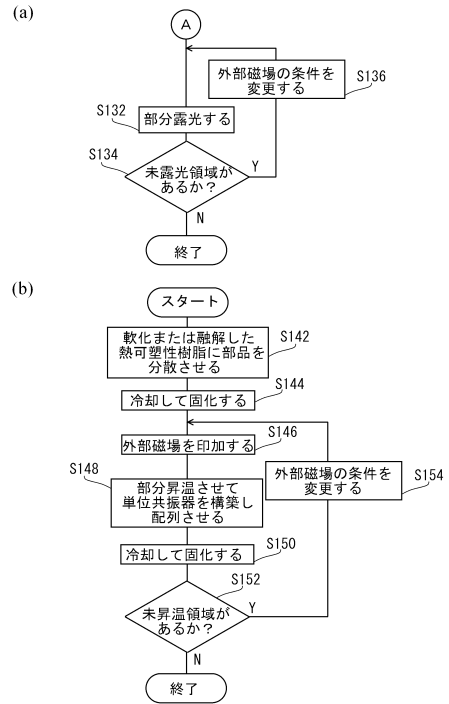 (a)
A
外部磁場の条件を
変更する
S136
S132
部分露光する
S134
未露光領域が
あるか？
Y
N
終了
(b)
スタート
軟化または融解した
熱可塑性樹脂に部品を
分散させる
S142
冷却して固化する
S144
外部磁場を印加する
S146
S148
部分昇温させて
単位共振器を構築し
配列させる
外部磁場の条件を
変更する
S154
冷却して固化する
S150
S152
未昇温領域が
あるか？
Y
N
終了